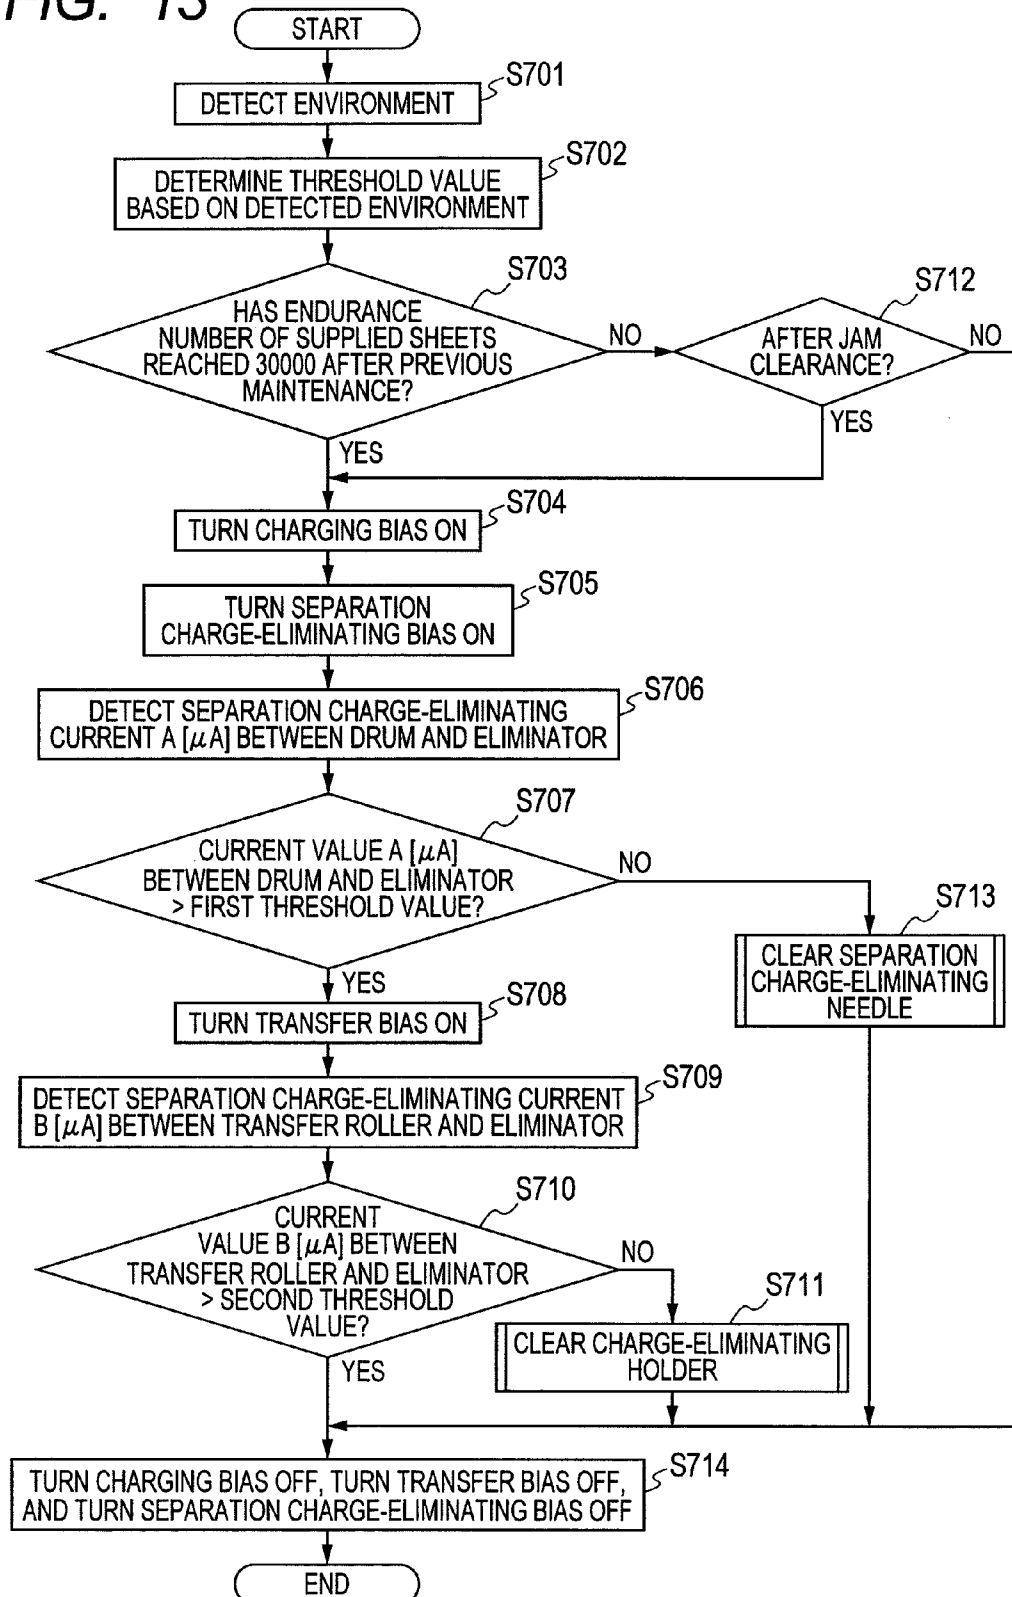 FIG. 13
START
S701
DETECT ENVIRONMENT
S702
DETERMINE THRESHOLD VALUE
BASED ON DETECTED ENVIRONMENT
S703
HAS ENDURANCE
NUMBER OF SUPPLIED SHEETS
REACHED 30000 AFTER PREVIOUS
MAINTENANCE?
NO
S712
AFTER JAM
CLEARANCE?
NO
YES
YES
S704
TURN CHARGING BIAS ON
S705
TURN SEPARATION
CHARGE-ELIMINATING BIAS ON
S706
DETECT SEPARATION CHARGE-ELIMINATING
CURRENT A [μA] BETWEEN DRUM AND ELIMINATOR
S707
CURRENT VALUE A [μA]
BETWEEN DRUM AND ELIMINATOR
> FIRST THRESHOLD VALUE?
NO
S713
CLEAR SEPARATION
CHARGE-ELIMINATING
NEEDLE
YES
S708
TURN TRANSFER BIAS ON
S709
DETECT SEPARATION CHARGE-ELIMINATING CURRENT
B [μA] BETWEEN TRANSFER ROLLER AND ELIMINATOR
S710
CURRENT
VALUE B [μA] BETWEEN
TRANSFER ROLLER AND ELIMINATOR
> SECOND THRESHOLD
VALUE?
NO
S711
CLEAR CHARGE-ELIMINATING
HOLDER
YES
S714
TURN CHARGING BIAS OFF, TURN TRANSFER BIAS OFF,
AND TURN SEPARATION CHARGE-ELIMINATING BIAS OFF
END